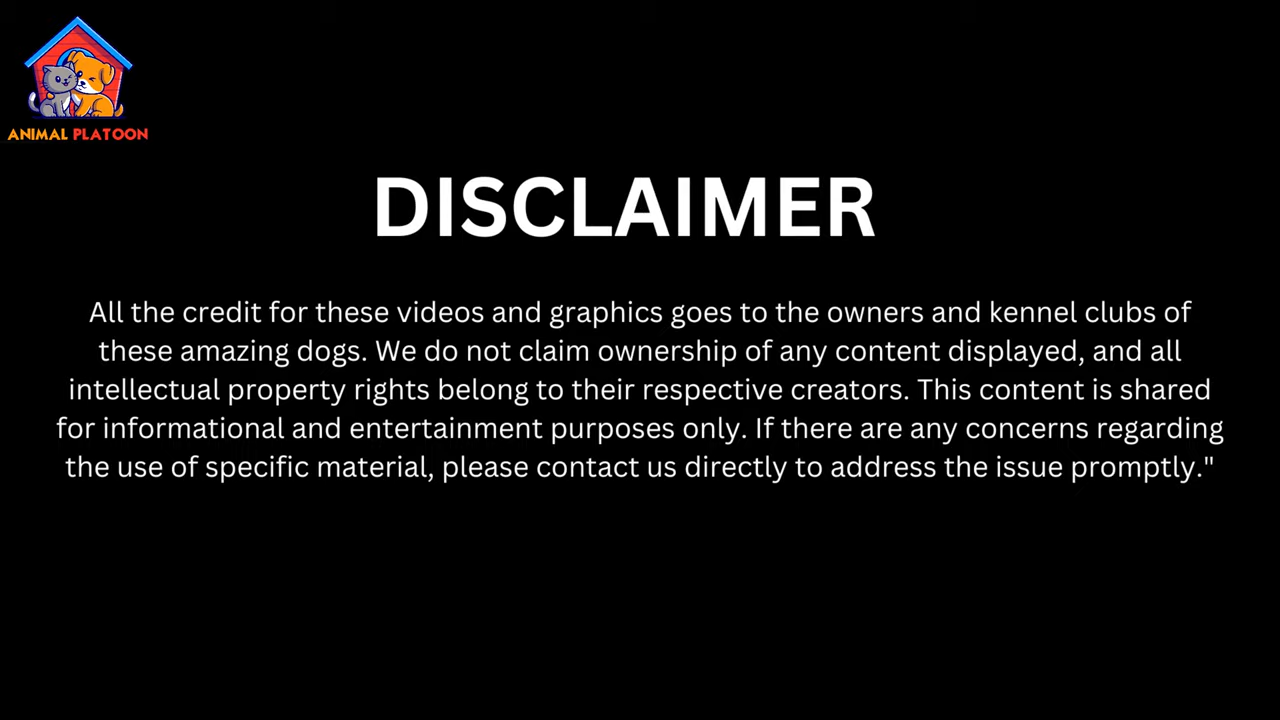 ANIMAL PLATOON
DISCLAIMER
All the credit for these videos and graphics goes to the owners and kennel clubs of
these amazing dogs. We do not claim ownership of any content displayed, and all
intellectual property rights belong to their respective creators. This content is shared
for informational and entertainment purposes only. If there are any concerns regarding
the use of specific material, please contact us directly to address the issue promptly."